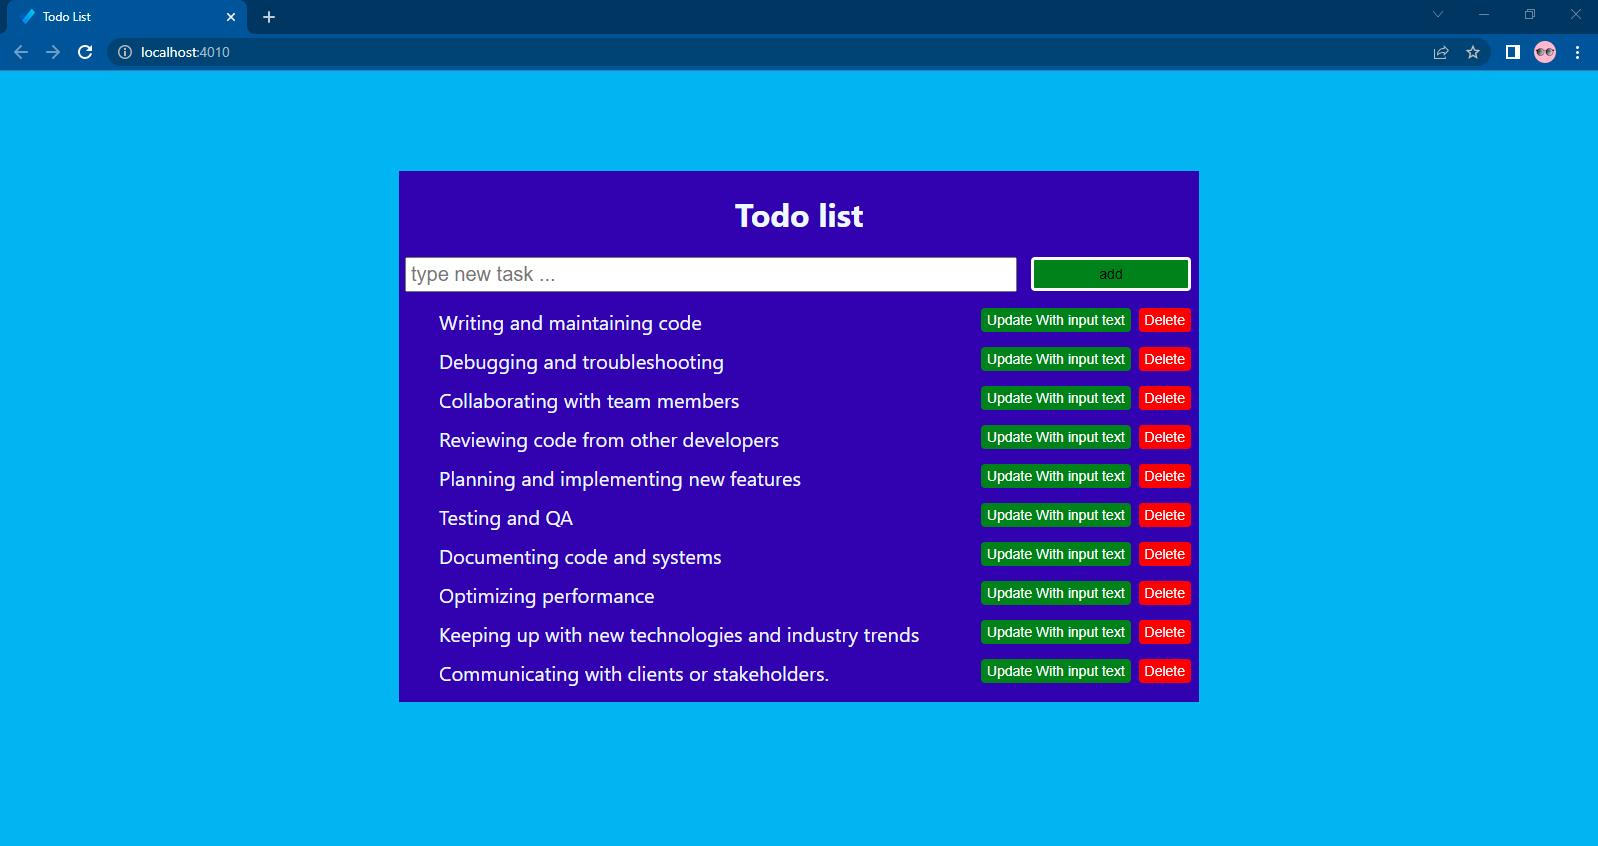 Todo List
localhost:4010
Todo list
type new task ... add
Writing and maintaining code Update With input text Delete
Debugging and troubleshooting Update With input text Delete
Collaborating with team members Update With input text Delete
Reviewing code from other developers Update With input text Delete
Planning and implementing new features Update With input text Delete
Testing and QA Update With input text Delete
Documenting code and systems Update With input text Delete
Optimizing performance Update With input text Delete
Keeping up with new technologies and industry trends Update With input text Delete
Communicating with clients or stakeholders. Update With input text Delete